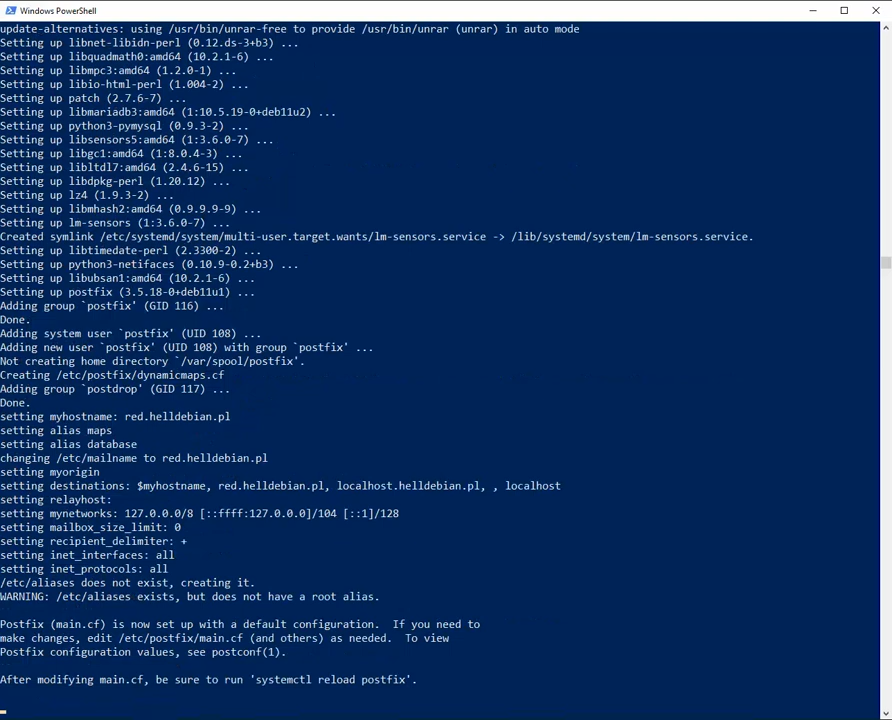 Windows PowerShell
update-alternatives: using /usr/bin/unrar-free to provide /usr/bin/unrar (unrar) in auto mode
Setting up libnet-libidn-perl (0.12.ds-3+b3) ...
Setting up libquadmath0:amd64 (10.2.1-6) ...
Setting up libmpc3:amd64 (1.2.0-1) ...
Setting up libio-html-perl (1.004-2) ...
Setting up patch (2.7.6-7) ...
Setting up libmariadb3:amd64 (1:10.5.19-0+deb11u2) ...
Setting up python3-pymysql (0.9.3-2) ...
Setting up libsensors5:amd64 (1:3.6.0-7) ...
Setting up libgc1:amd64 (1:8.0.4-3) ...
Setting up libltdl7:amd64 (2.4.6-15) ...
Setting up libdpkg-perl (1.20.12) ...
Setting up lz4 (1.9.3-2) ...
Setting up libmhash2:amd64 (0.9.9.9-9) ...
Setting up lm-sensors (1:3.6.0-7) ...
Created symlink /etc/systemd/system/multi-user.target.wants/lm-sensors.service -> /lib/systemd/system/lm-sensors.service.
Setting up libtimedate-perl (2.3300-2) ...
Setting up python3-netifaces (0.10.9-0.2+b3) ...
Setting up libubsan1:amd64 (10.2.1-6) ...
Setting up postfix (3.5.18-0+deb11u1) ...
Adding group `postfix' (GID 116) ...
Done.
Adding system user `postfix' (UID 108) ...
Adding new user `postfix' (UID 108) with group `postfix' ...
Not creating home directory `/var/spool/postfix'.
Creating /etc/postfix/dynamicmaps.cf
Adding group `postdrop' (GID 117) ...
Done.
setting myhostname: red.helldebian.pl
setting alias maps
setting alias database
changing /etc/mailname to red.helldebian.pl
setting myorigin
setting destinations: $myhostname, red.helldebian.pl, localhost.helldebian.pl, , localhost
setting relayhost:
setting mynetworks: 127.0.0.0/8 [::ffff:127.0.0.0]/104 [::1]/128
setting mailbox_size_limit: 0
setting recipient_delimiter: +
setting inet_interfaces: all
setting inet_protocols: all
/etc/aliases does not exist, creating it.
WARNING: /etc/aliases exists, but does not have a root alias.
Postfix (main.cf) is now set up with a default configuration.  If you need to
make changes, edit /etc/postfix/main.cf (and others) as needed.  To view
Postfix configuration values, see postconf(1).
After modifying main.cf, be sure to run 'systemctl reload postfix'.